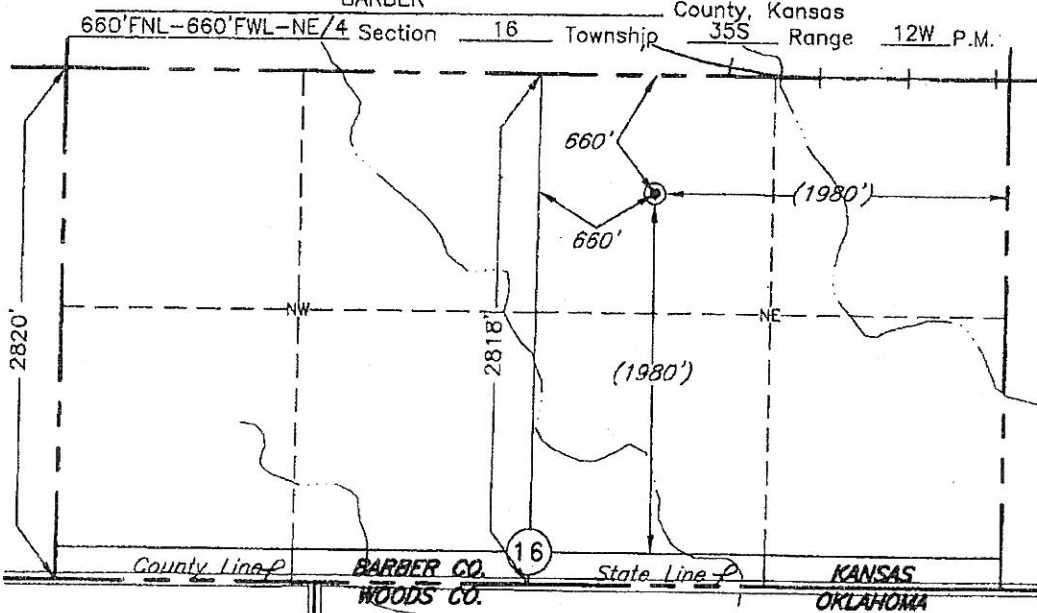 BARBER County, Kansas
660'FNL-660'FWL-NE/4 Section 16 Township 35S Range 12W P.M.
660'
(1980')
660'
2820'
NW
2818'
NE
(1980')
16
County Line
BARBER CO.
State Line
KANSAS
WOODS CO.
OKLAHOMA